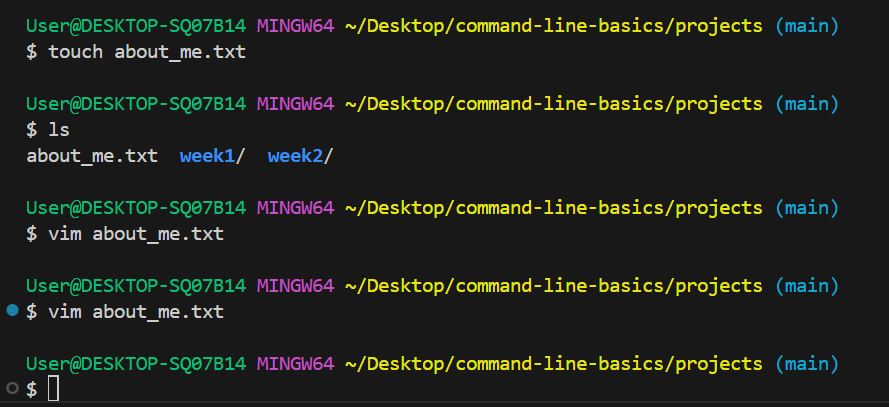 User@DESKTOP-SQ07B14 MINGW64 ~/Desktop/command-line-basics/projects (main)
$ touch about_me.txt
User@DESKTOP-SQ07B14 MINGW64 ~/Desktop/command-line-basics/projects (main)
$ ls
about_me.txt  week1/  week2/
User@DESKTOP-SQ07B14 MINGW64 ~/Desktop/command-line-basics/projects (main)
$ vim about_me.txt
User@DESKTOP-SQ07B14 MINGW64 ~/Desktop/command-line-basics/projects (main)
$ vim about_me.txt
User@DESKTOP-SQ07B14 MINGW64 ~/Desktop/command-line-basics/projects (main)
$